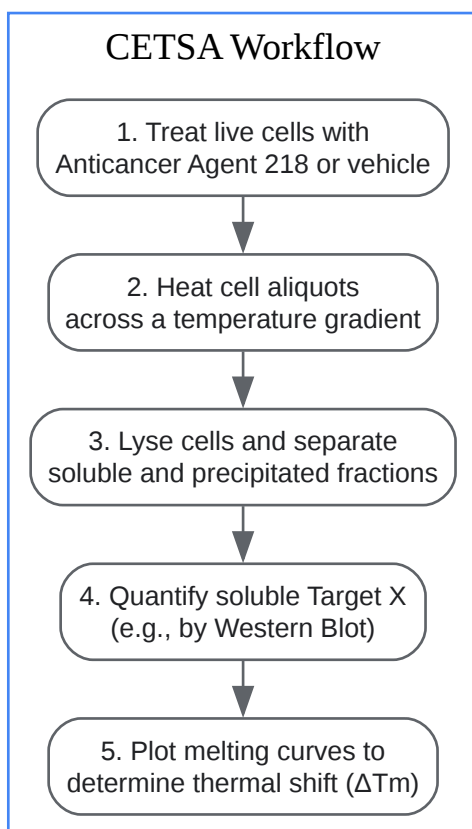 CETSA Workflow
1. Treat live cells with
Anticancer Agent 218 or vehicle
2. Heat cell aliquots
across a temperature gradient
3. Lyse cells and separate
soluble and precipitated fractions
4. Quantify soluble Target X
(e.g., by Western Blot)
5. Plot melting curves to
determine thermal shift (ΔTm)